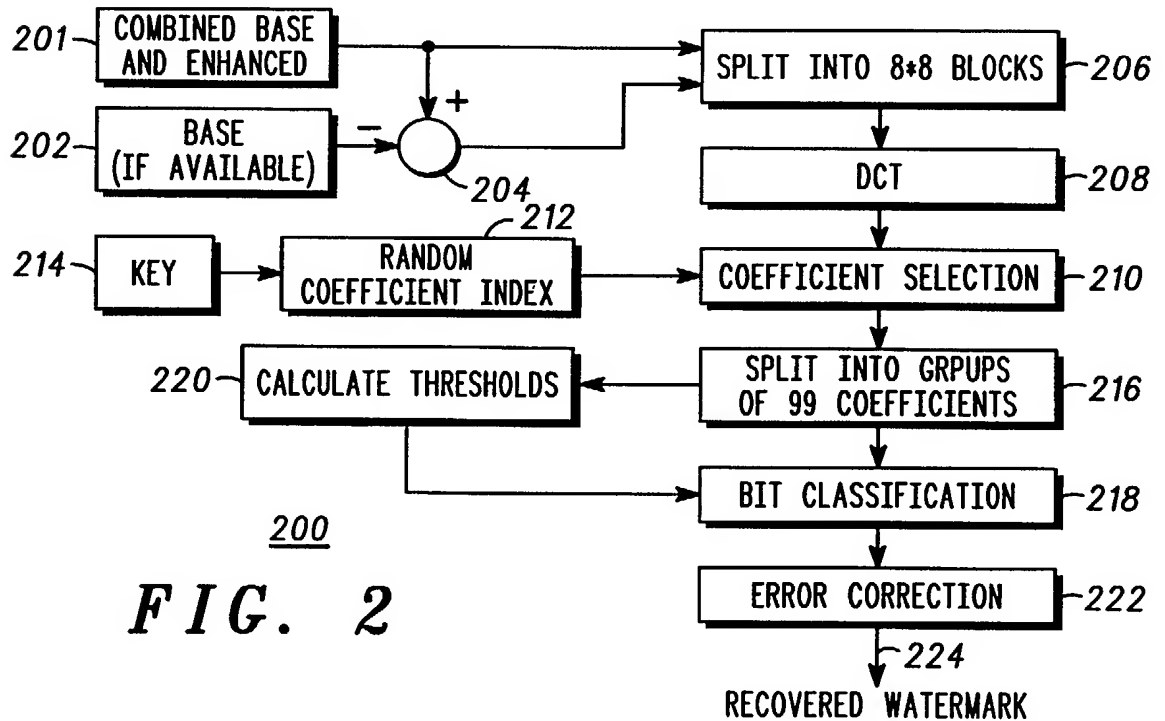 201
COMBINED BASE
AND ENHANCED
+
SPLIT INTO 8*8 BLOCKS
206
202
BASE
(IF AVAILABLE)
−
204
DCT
208
212
214
KEY
RANDOM
COEFFICIENT INDEX
COEFFICIENT SELECTION
210
220
CALCULATE THRESHOLDS
SPLIT INTO GRPUPS
OF 99 COEFFICIENTS
216
BIT CLASSIFICATION
218
200
ERROR CORRECTION
222
FIG. 2
224
RECOVERED WATERMARK